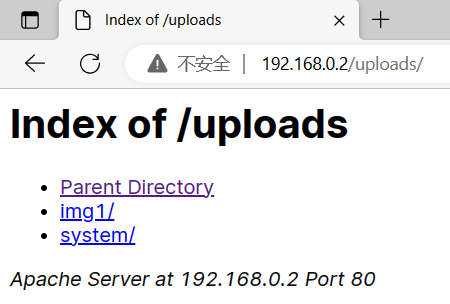 Index of /uploads
不安全 192.168.0.2/uploads/
Index of /uploads
Parent Directory
img1/
system/
Apache Server at 192.168.0.2 Port 80